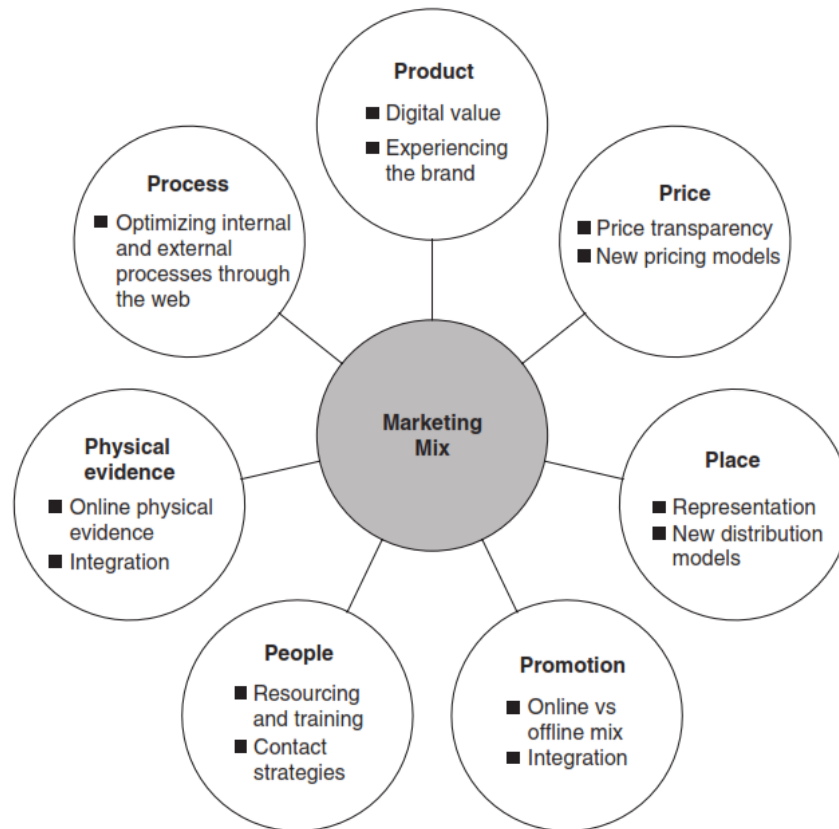 Product
■ Digital value
■ Experiencing
the brand
Price
■ Price transparency
■ New pricing models
Place
■ Representation
■ New distribution
models
Promotion
■ Online vs
offline mix
■ Integration
People
■ Resourcing
and training
■ Contact
strategies
Physical
evidence
■ Online physical
evidence
■ Integration
Process
■ Optimizing internal
and external
processes through
the web
Marketing
Mix